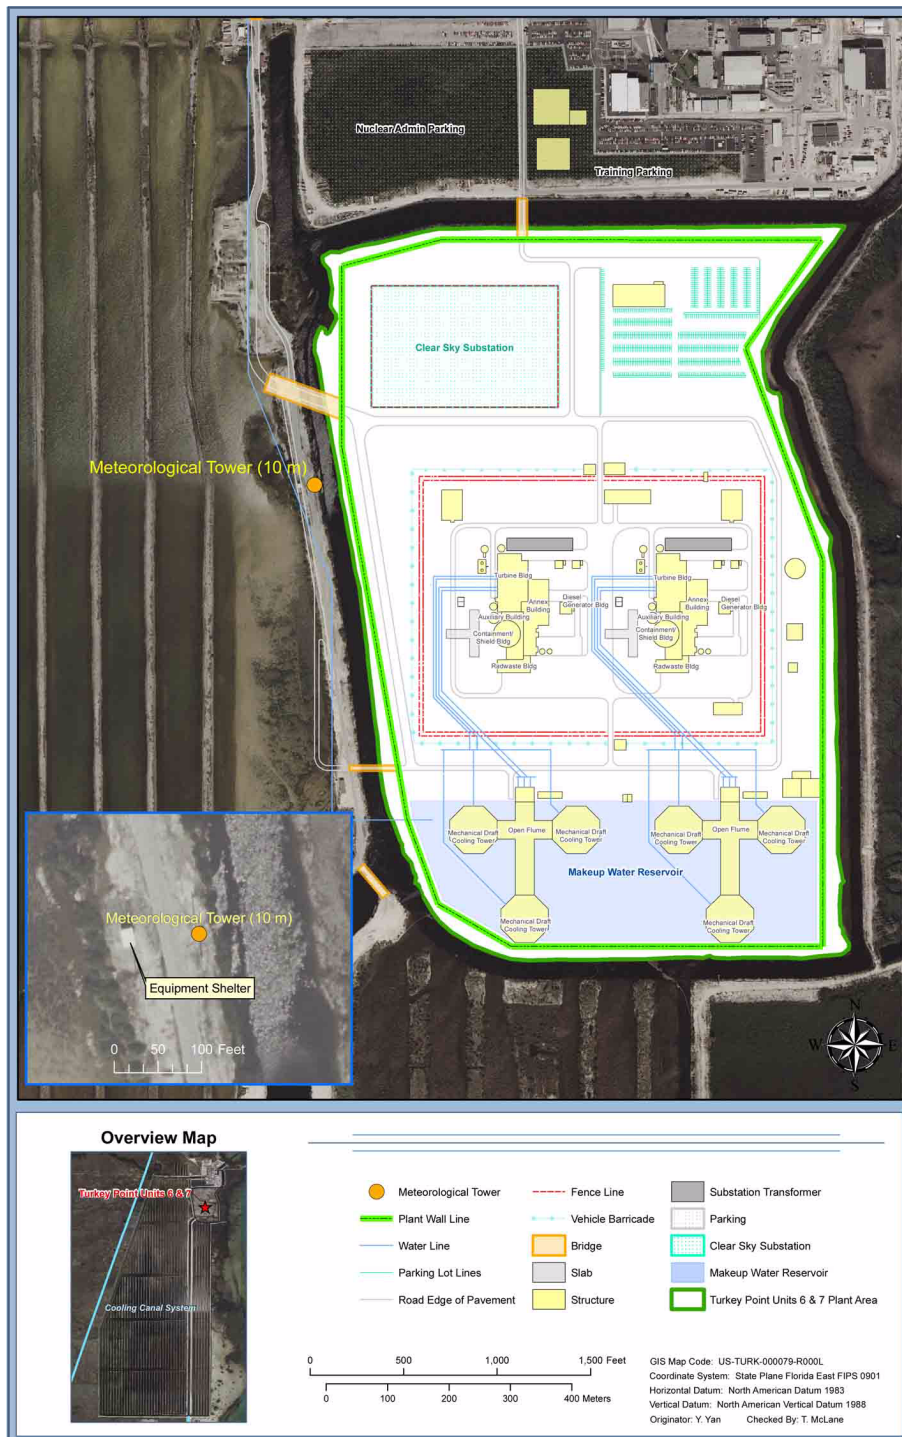 Nuclear Admin Parking
Training Parking
Clear Sky Substation
Meteorological Tower (10 m)
Turbine Bldg
Annex
Building
Diesel
Generator Bldg
Auxiliary Building
Containment/
Shield Bldg
Radwaste Bldg
Turbine Bldg
Annex
Building
Diesel
Generator Bldg
Auxiliary Building
Containment/
Shield Bldg
Radwaste Bldg
Mechanical Draft
Cooling Tower
Open Flume
Mechanical Draft
Cooling Tower
Mechanical Draft
Cooling Tower
Open Flume
Mechanical Draft
Cooling Tower
Makeup Water Reservoir
Mechanical Draft
Cooling Tower
Mechanical Draft
Cooling Tower
Meteorological Tower (10 m)
Equipment Shelter
0 50 100 Feet
N
W E
S
Overview Map
Turkey Point Units 6 & 7
Cooling Canal System
Meteorological Tower
Plant Wall Line
Water Line
Parking Lot Lines
Road Edge of Pavement
Fence Line
Vehicle Barricade
Bridge
Slab
Structure
Substation Transformer
Parking
Clear Sky Substation
Makeup Water Reservoir
Turkey Point Units 6 & 7 Plant Area
0 500 1,000 1,500 Feet
0 100 200 300 400 Meters
GIS Map Code: US-TURK-000079-R000L
Coordinate System: State Plane Florida East FIPS 0901
Horizontal Datum: North American Datum 1983
Vertical Datum: North American Vertical Datum 1988
Originator: Y. Yan Checked By: T. McLane